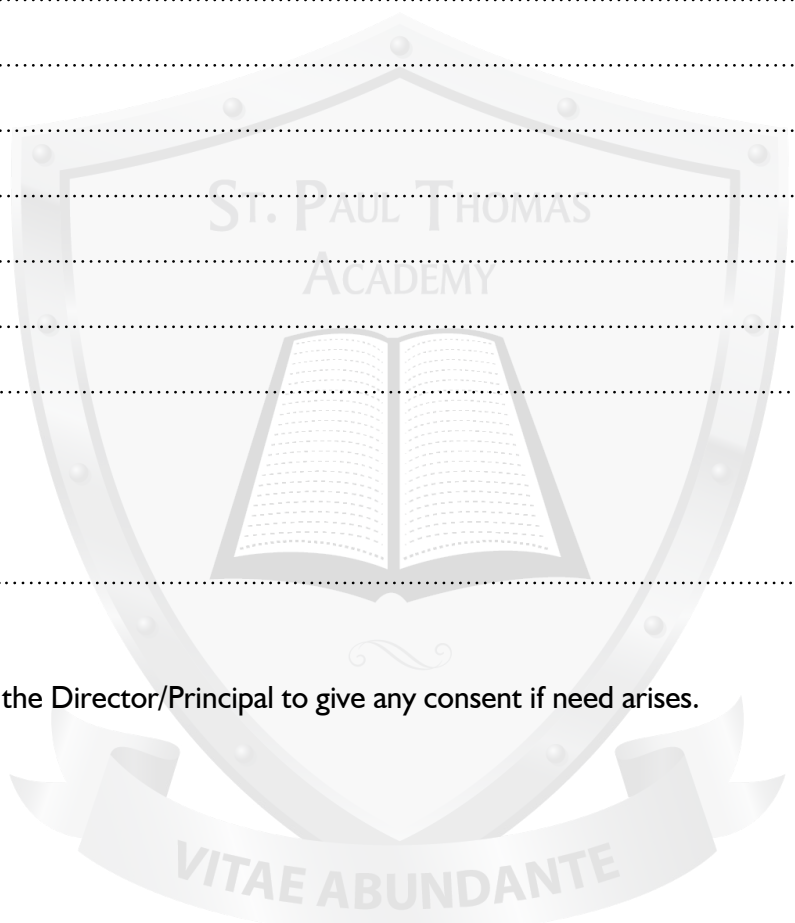 ST. PAUL THOMAS
ACADEMY
the Director/Principal to give any consent if need arises.
VITAE ABUNDANTE